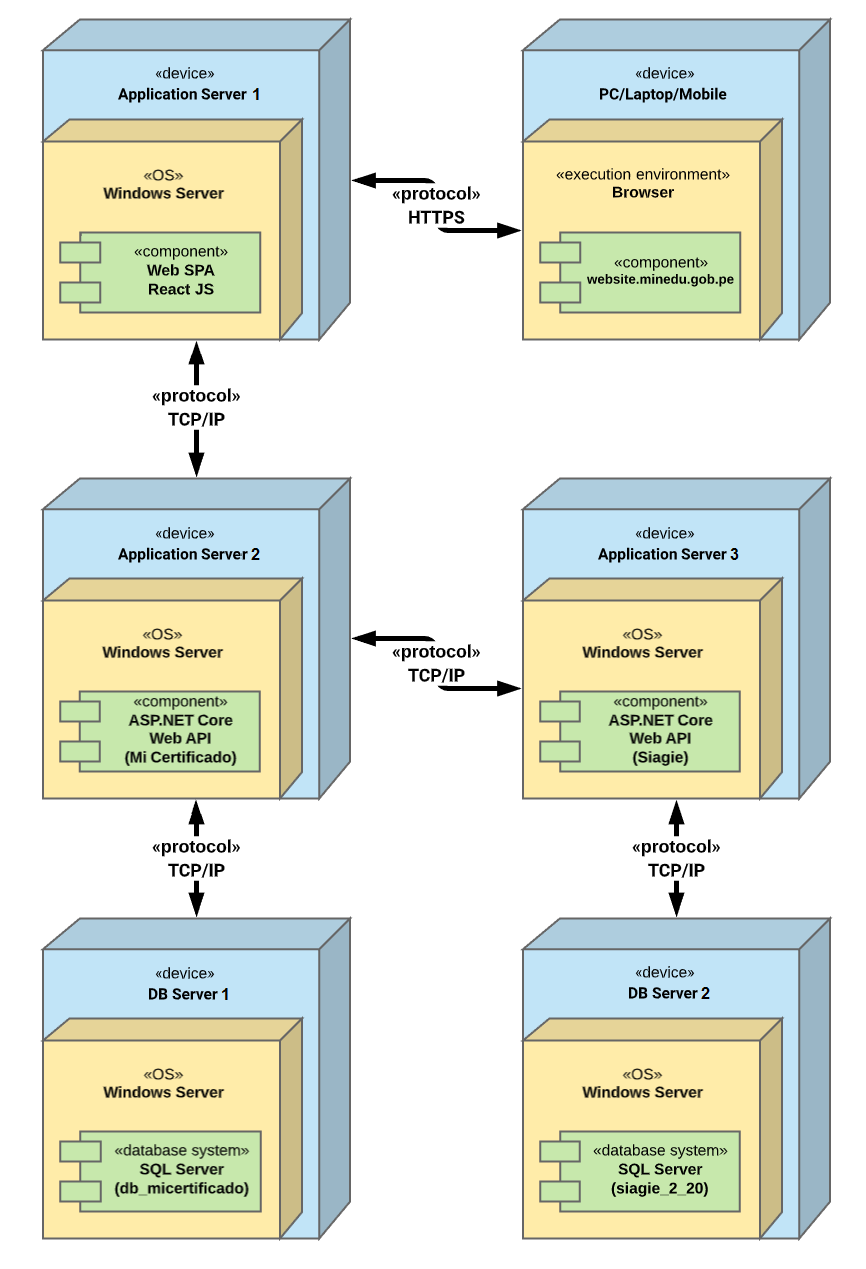 «device»
Application Server 1
«OS»
Windows Server
«component»
Web SPA
React JS
«protocol»
HTTPS
«device»
PC/Laptop/Mobile
«execution environment»
Browser
«component»
website.minedu.gob.pe
«protocol»
TCP/IP
«device»
Application Server 2
«OS»
Windows Server
«component»
ASP.NET Core
Web API
(Mi Certificado)
«protocol»
TCP/IP
«device»
Application Server 3
«OS»
Windows Server
«component»
ASP.NET Core
Web API
(Siagie)
«protocol»
TCP/IP
«protocol»
TCP/IP
«device»
DB Server 1
«OS»
Windows Server
«database system»
SQL Server
(db_micertificado)
«device»
DB Server 2
«OS»
Windows Server
«database system»
SQL Server
(siagie_2_20)